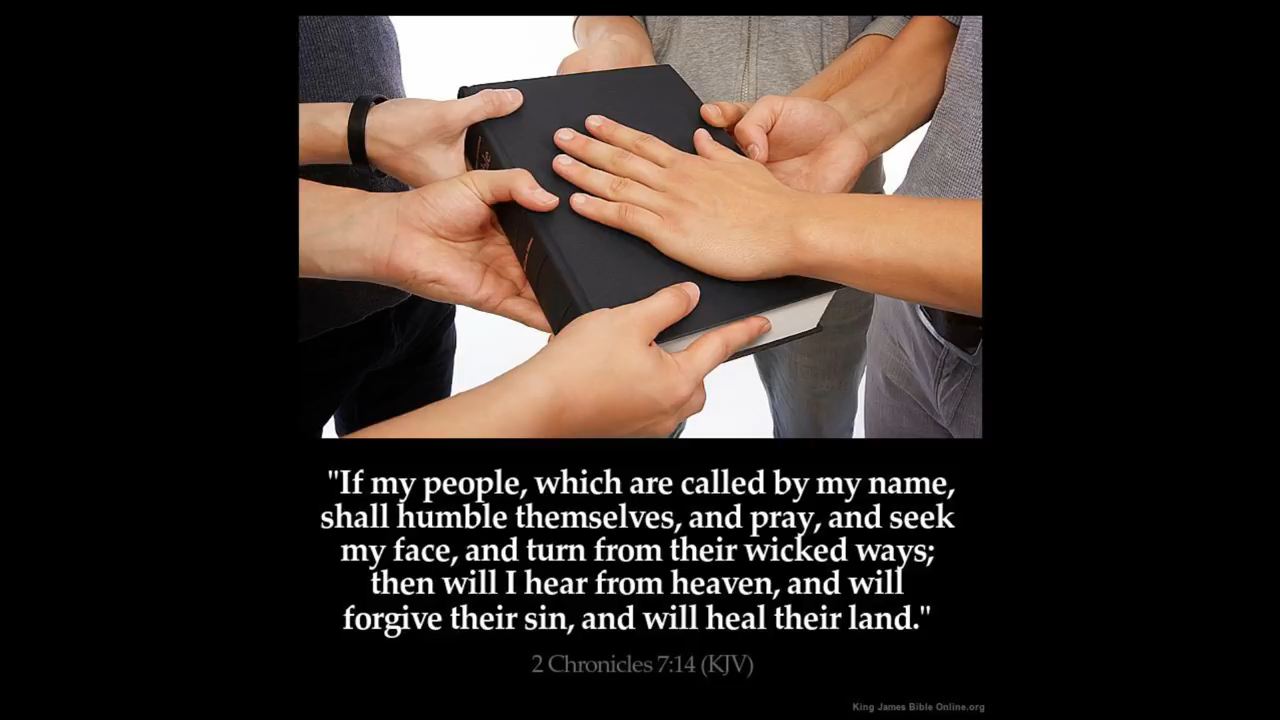 "If my people, which are called by my name,
shall humble themselves, and pray, and seek
my face, and turn from their wicked ways;
then will I hear from heaven, and will
forgive their sin, and will heal their land."
2 Chronicles 7:14 (KJV)
King James Bible Online.org